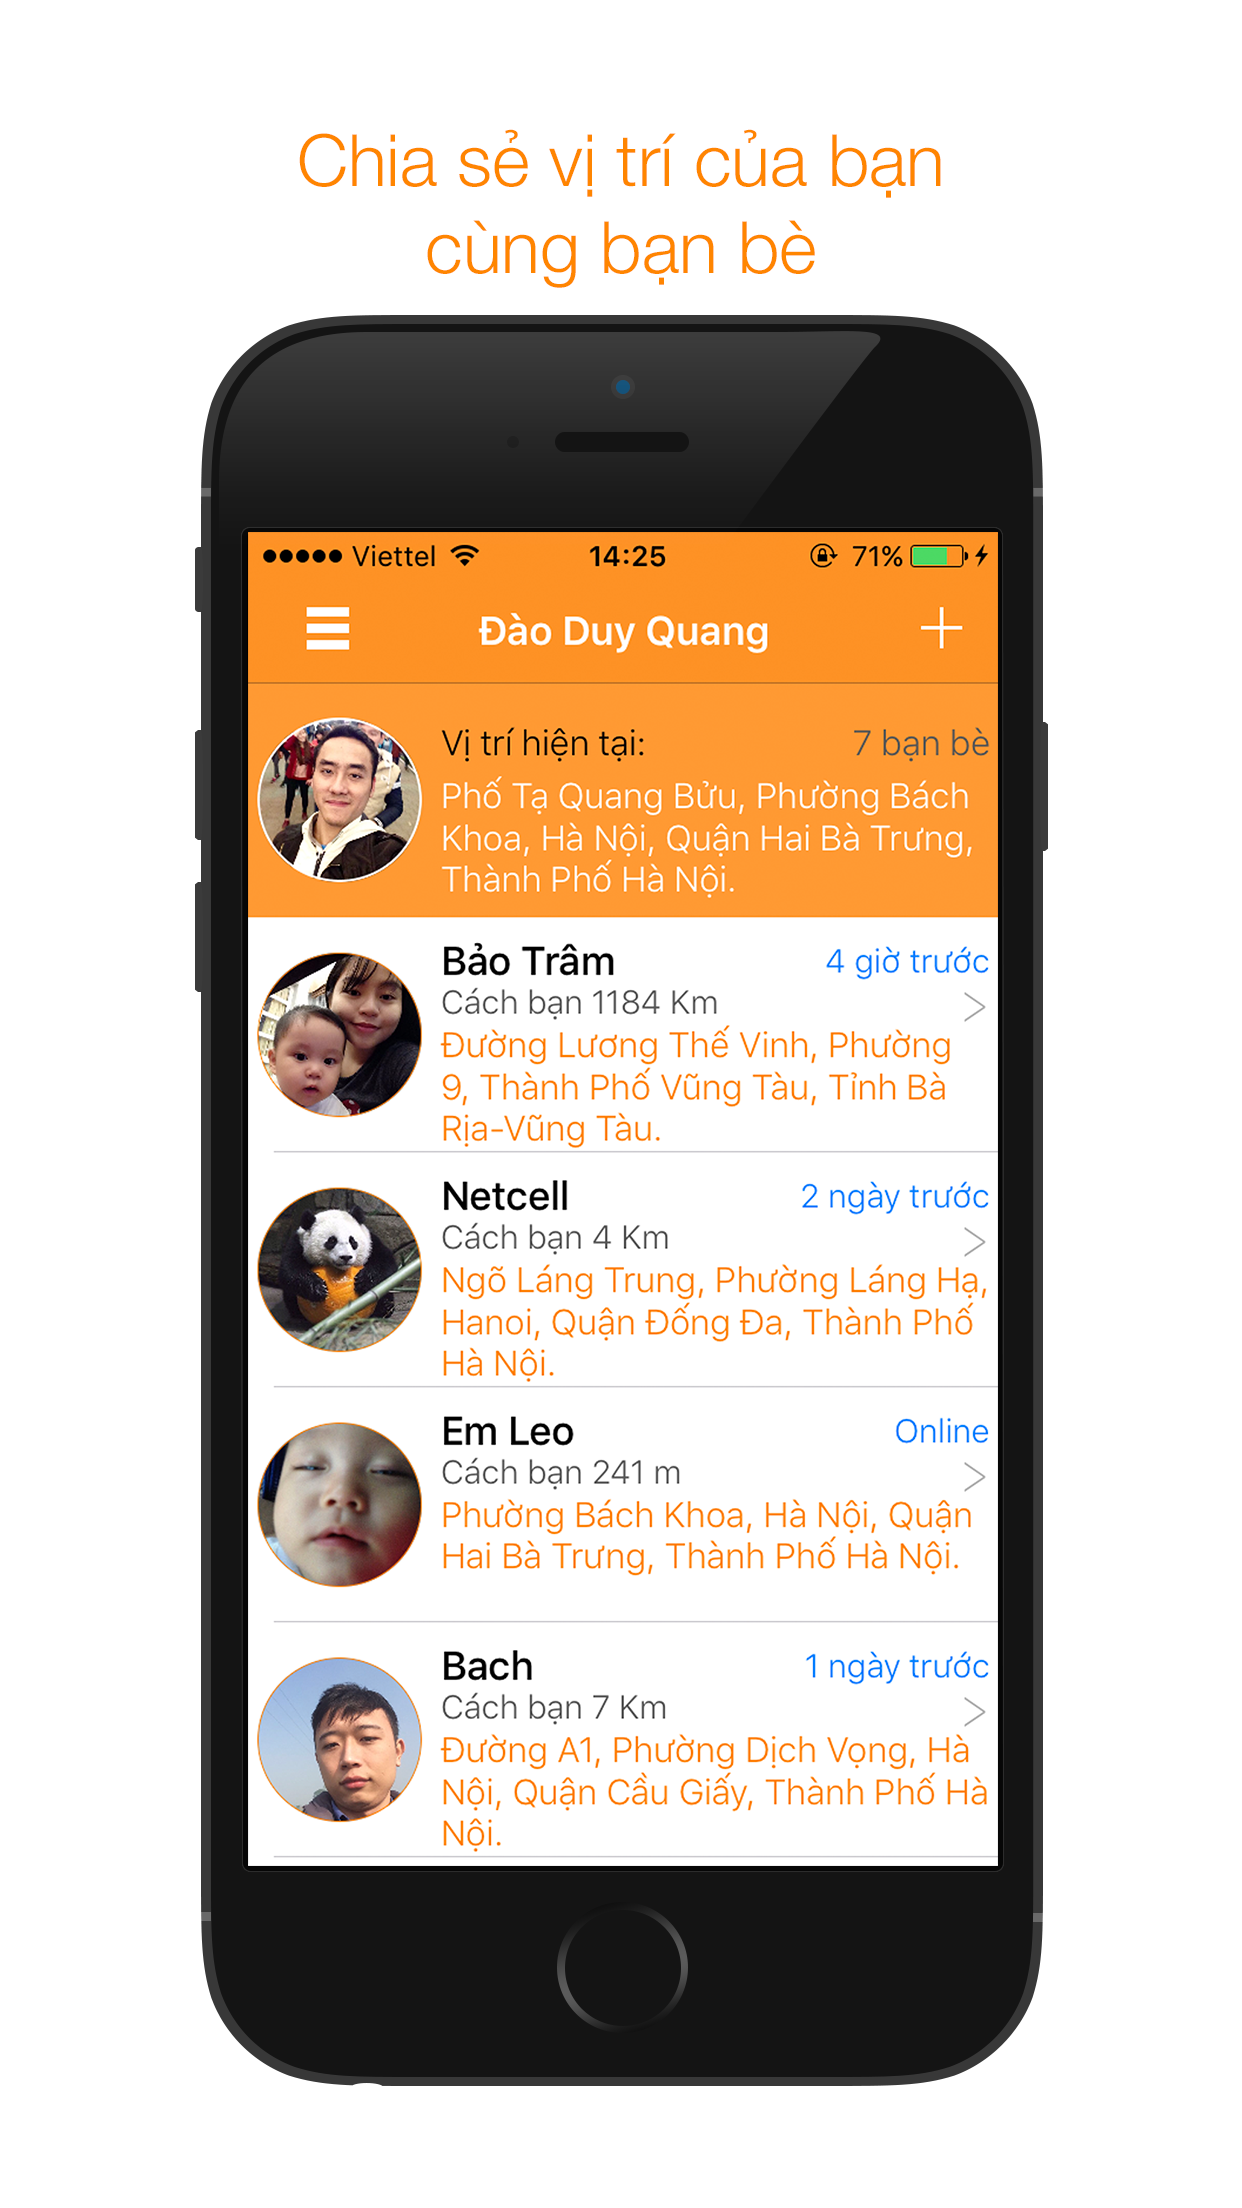 Chia sẻ vị trí của bạn
cùng bạn bè
Viettel 14:25 71%
Đào Duy Quang
Vị trí hiện tại: 7 bạn bè
Phố Tạ Quang Bửu, Phường Bách
Khoa, Hà Nội, Quận Hai Bà Trưng,
Thành Phố Hà Nội.
Bảo Trâm 4 giờ trước
Cách bạn 1184 Km
Đường Lương Thế Vinh, Phường
9, Thành Phố Vũng Tàu, Tỉnh Bà
Rịa-Vũng Tàu.
Netcell 2 ngày trước
Cách bạn 4 Km
Ngõ Láng Trung, Phường Láng Hạ,
Hanoi, Quận Đống Đa, Thành Phố
Hà Nội.
Em Leo Online
Cách bạn 241 m
Phường Bách Khoa, Hà Nội, Quận
Hai Bà Trưng, Thành Phố Hà Nội.
Bach 1 ngày trước
Cách bạn 7 Km
Đường A1, Phường Dịch Vọng, Hà
Nội, Quận Cầu Giấy, Thành Phố Hà
Nội.